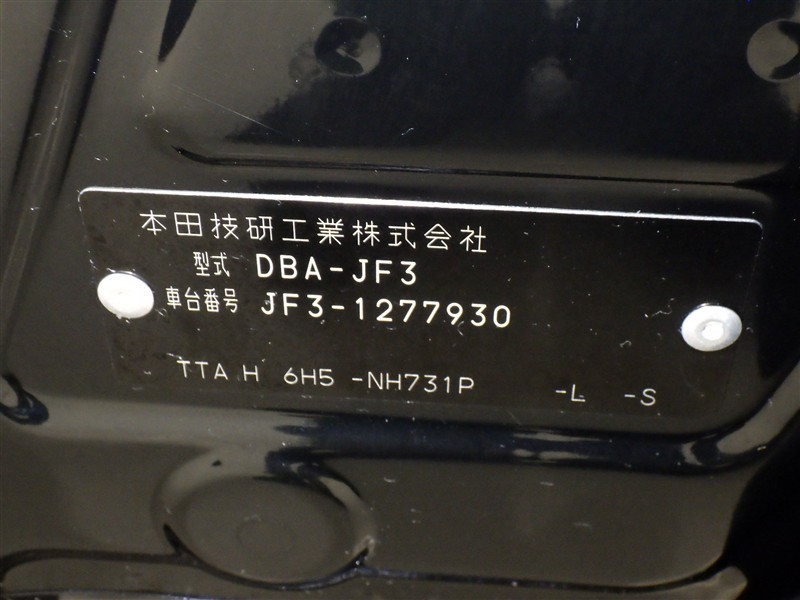 本田技研工業株式会社
型式 DBA-JF3
車台番号 JF3-1277930
TTA H 6H5 -NH731P -L -S